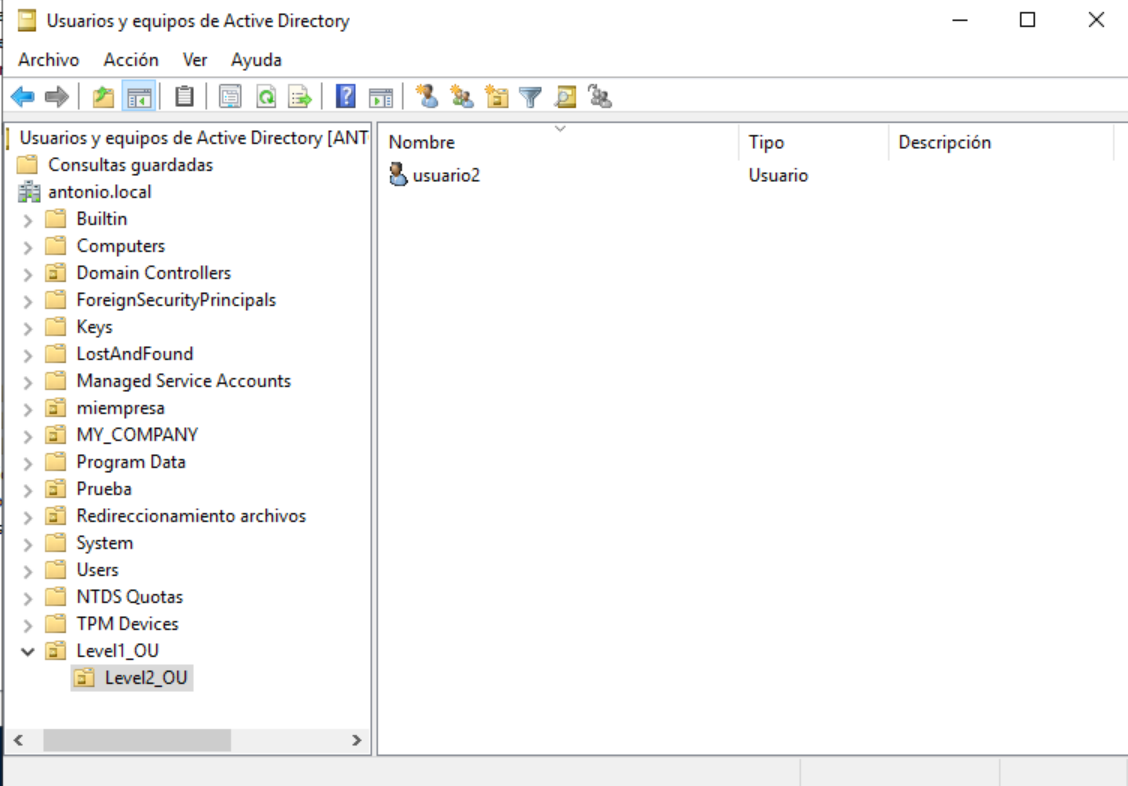 Usuarios y equipos de Active Directory
Archivo Acción Ver Ayuda
Usuarios y equipos de Active Directory [ANT
Consultas guardadas
antonio.local
Builtin
Computers
Domain Controllers
ForeignSecurityPrincipals
Keys
LostAndFound
Managed Service Accounts
miempresa
MY_COMPANY
Program Data
Prueba
Redireccionamiento archivos
System
Users
NTDS Quotas
TPM Devices
Level1_OU
Level2_OU
Nombre Tipo Descripción
usuario2 Usuario